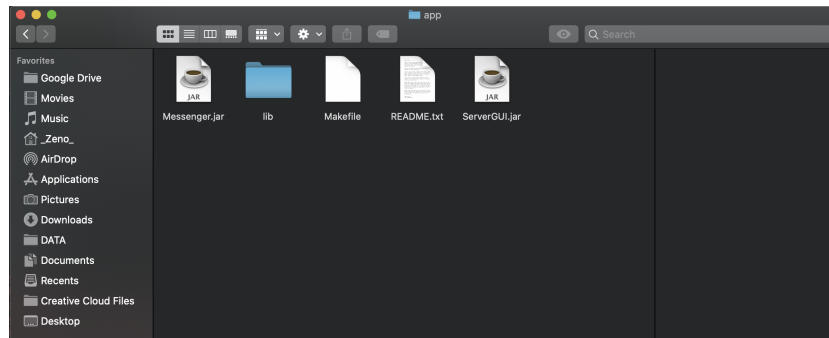 app
Search
Favorites
Google Drive
Movies
Music
_Zeno_
AirDrop
Applications
Pictures
Downloads
DATA
Documents
Recents
Creative Cloud Files
Desktop
JAR
JAR
Messenger.jar
lib
Makefile
README.txt
ServerGUI.jar